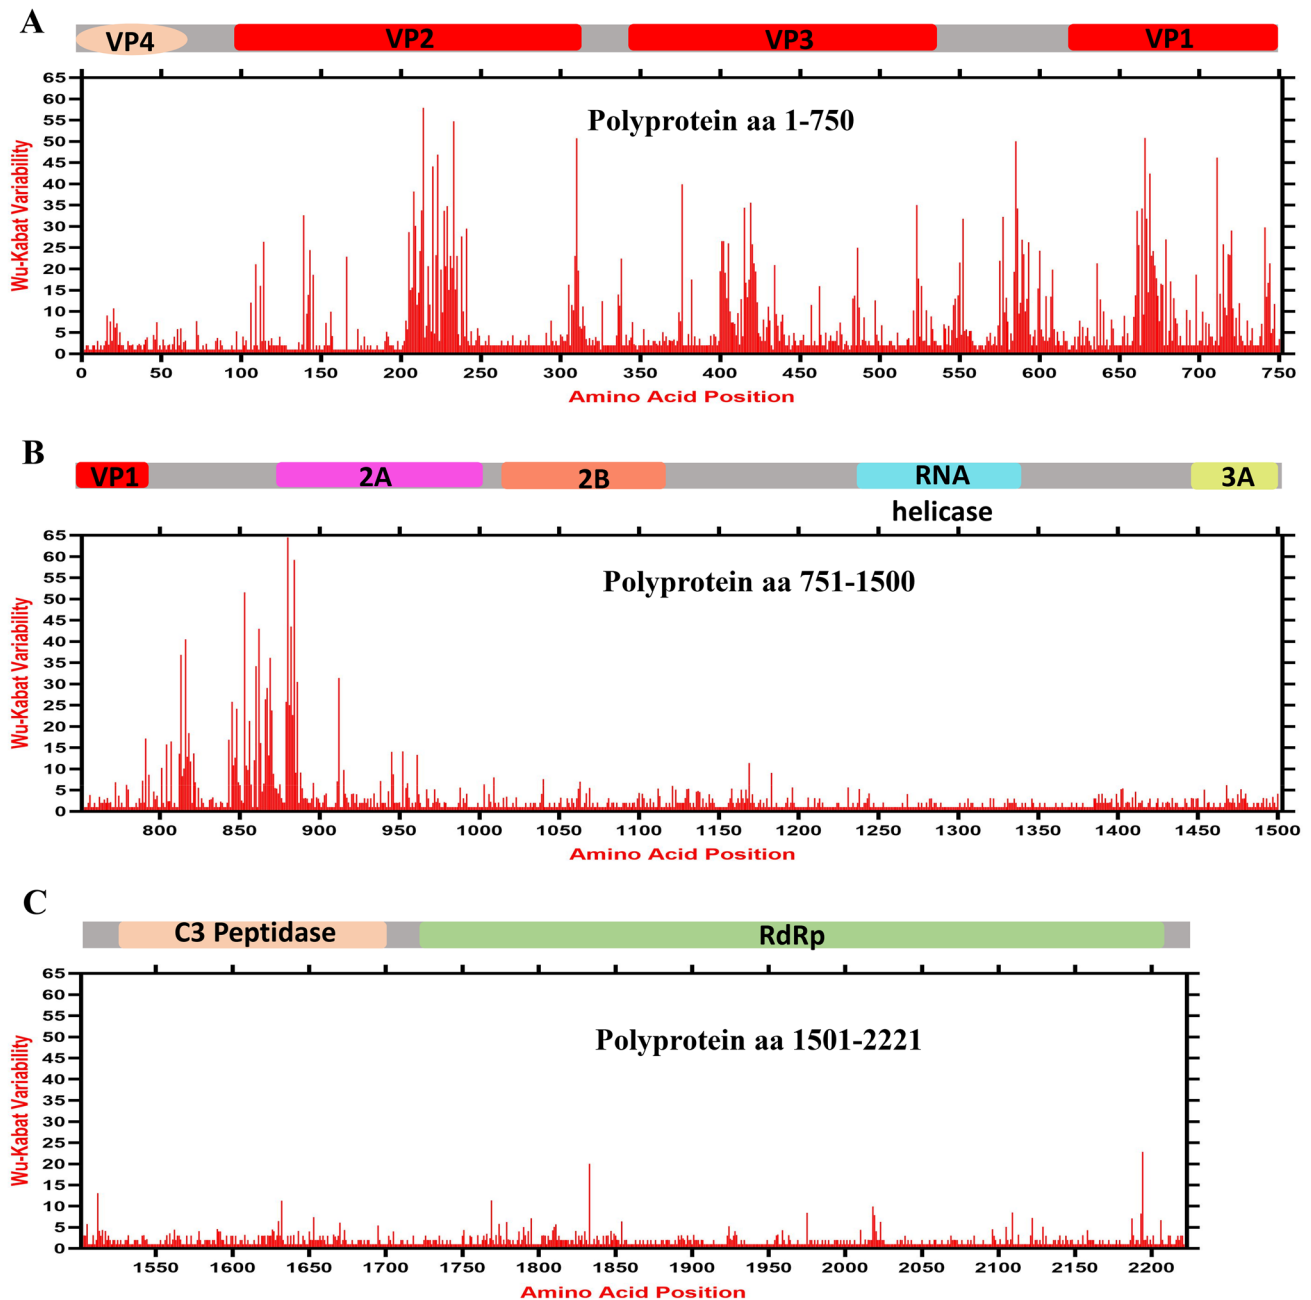 A
VP4 VP2 VP3 VP1
65
60
55
50
45
40
35
30
25
20
15
10
5
0
Wu-Kabat Variability
Polyprotein aa 1-750
0 50 100 150 200 250 300 350 400 450 500 550 600 650 700 750
Amino Acid Position
B
VP1 2A 2B RNA helicase 3A
65
60
55
50
45
40
35
30
25
20
15
10
5
0
Wu-Kabat Variability
Polyprotein aa 751-1500
800 850 900 950 1000 1050 1100 1150 1200 1250 1300 1350 1400 1450 1500
Amino Acid Position
C
C3 Peptidase RdRp
65
60
55
50
45
40
35
30
25
20
15
10
5
0
Wu-Kabat Variability
Polyprotein aa 1501-2221
1550 1600 1650 1700 1750 1800 1850 1900 1950 2000 2050 2100 2150 2200
Amino Acid Position